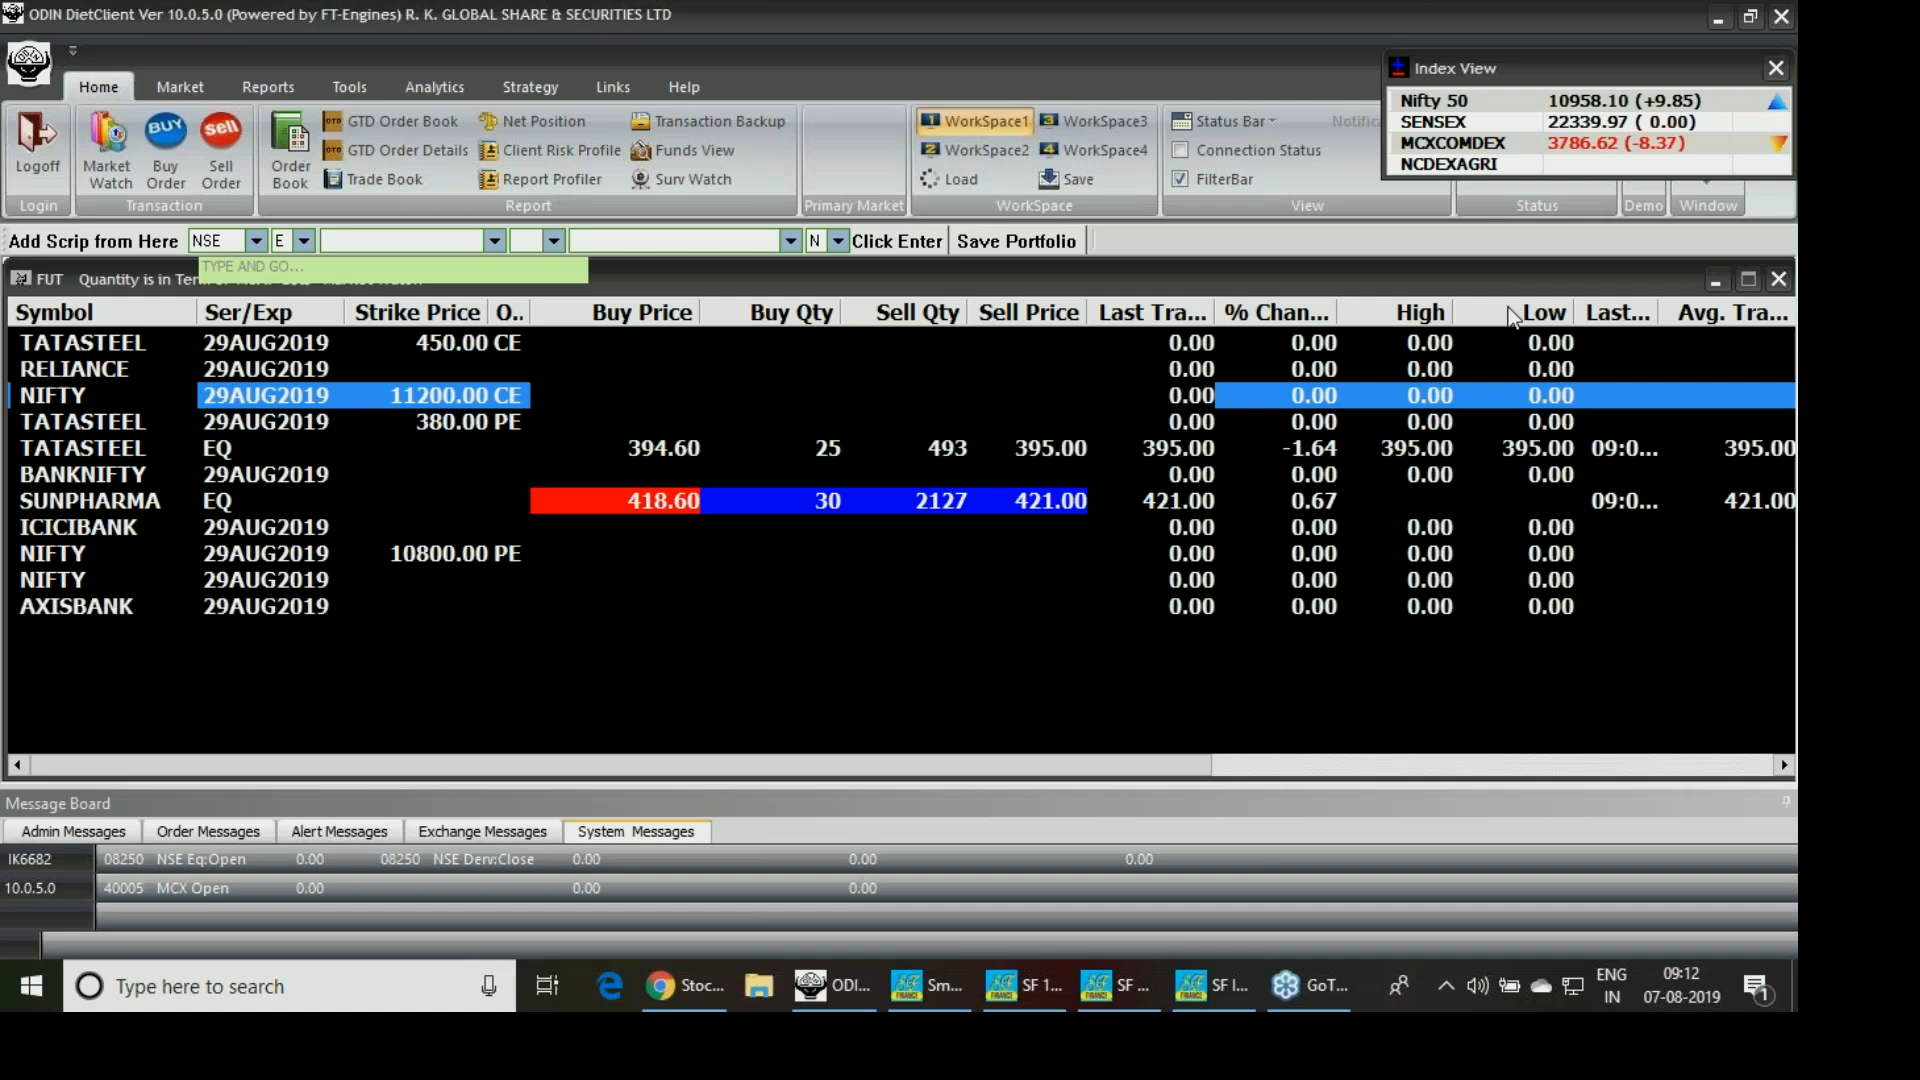 ODIN DietClient Ver 10.0.5.0 (Powered by FT-Engines) R. K. GLOBAL SHARE & SECURITIES LTD
Home Market Reports Tools Analytics Strategy Links Help
Index View
Nifty 50 10958.10 (+9.85)
SENSEX 22339.97 ( 0.00)
MCXCOMDEX 3786.62 (-8.37)
NCDEXAGRI
Logoff
Market Watch
Buy Order
Sell Order
Order Book
BUY
sell
GTD Order Book Net Position Transaction Backup
GTD Order Details Client Risk Profile Funds View
Trade Book Report Profiler Surv Watch
1 WorkSpace1 3 WorkSpace3
2 WorkSpace2 4 WorkSpace4
Load Save
Status Bar
Connection Status
FilterBar
Login Transaction Report Primary Market WorkSpace View Status Demo Window
Add Scrip from Here NSE E N Click Enter Save Portfolio
TYPE AND GO...
FUT Quantity is in
Symbol Ser/Exp Strike Price O.. Buy Price Buy Qty Sell Qty Sell Price Last Tra... % Chan... High Low Last... Avg. Tra...
TATASTEEL 29AUG2019 450.00 CE 0.00 0.00 0.00 0.00
RELIANCE 29AUG2019 0.00 0.00 0.00 0.00
NIFTY 29AUG2019 11200.00 CE 0.00 0.00 0.00 0.00
TATASTEEL 29AUG2019 380.00 PE 0.00 0.00 0.00 0.00
TATASTEEL EQ 394.60 25 493 395.00 395.00 -1.64 395.00 395.00 09:0... 395.00
BANKNIFTY 29AUG2019 0.00 0.00 0.00 0.00
SUNPHARMA EQ 418.60 30 2127 421.00 421.00 0.67 09:0... 421.00
ICICIBANK 29AUG2019 0.00 0.00 0.00 0.00
NIFTY 29AUG2019 10800.00 PE 0.00 0.00 0.00 0.00
NIFTY 29AUG2019 0.00 0.00 0.00 0.00
AXISBANK 29AUG2019 0.00 0.00 0.00 0.00
Message Board
Admin Messages Order Messages Alert Messages Exchange Messages System Messages
IK6682 08250 NSE Eq:Open 0.00 08250 NSE Derv:Close 0.00 0.00 0.00
10.0.5.0 40005 MCX Open 0.00 0.00 0.00
Type here to search Stoc... ODI... Sm... SF 1... SF ... SF I... GoT... ENG IN 09:12 07-08-2019 1